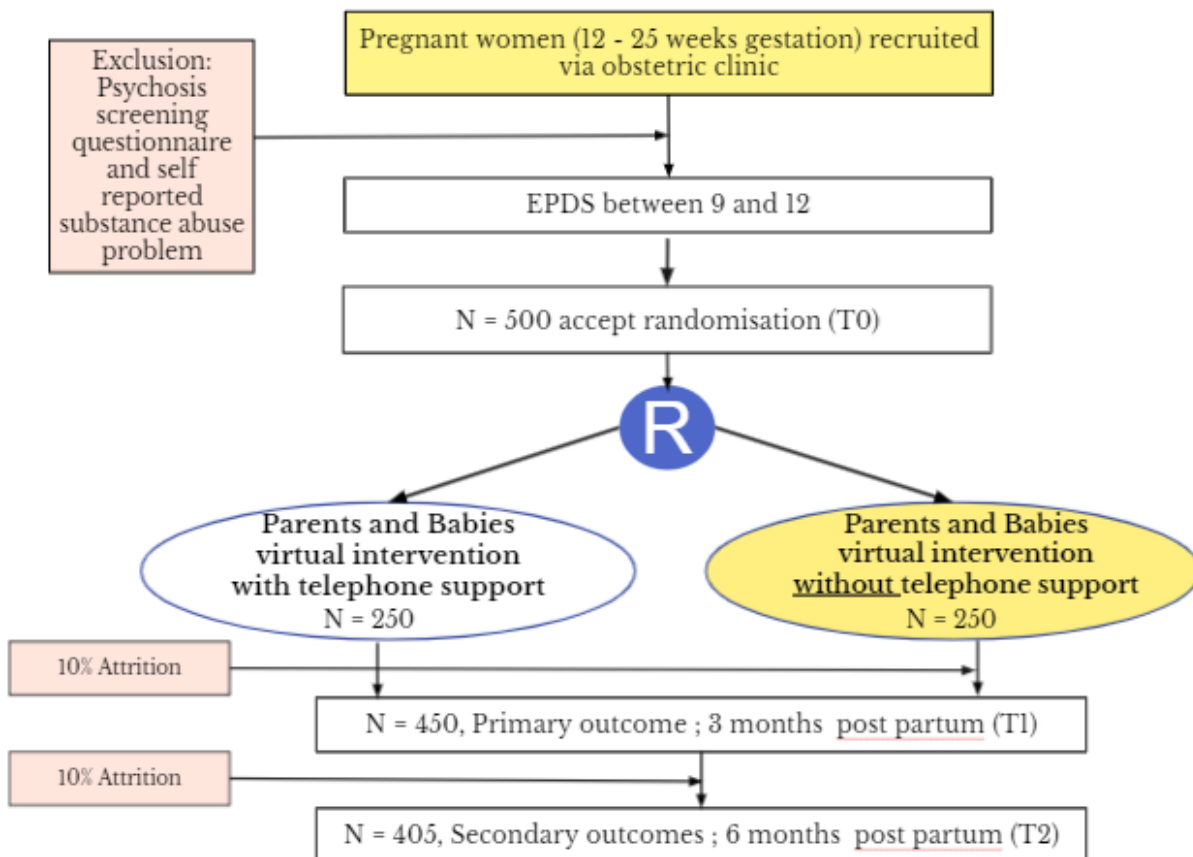 Pregnant women (12 - 25 weeks gestation) recruited
via obstetric clinic
Exclusion:
Psychosis
screening
questionnaire
and self
reported
substance abuse
problem
EPDS between 9 and 12
N = 500 accept randomisation (T0)
R
Parents and Babies
virtual intervention
with telephone support
N = 250
Parents and Babies
virtual intervention
without telephone support
N = 250
10% Attrition
N = 450, Primary outcome ; 3 months post partum (T1)
10% Attrition
N = 405, Secondary outcomes ; 6 months post partum (T2)